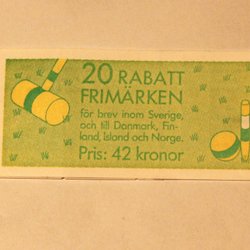 20 RABATT
FRIMÄRKEN
för brev inom Sverige,
och till Danmark, Fin-
land, Island och Norge.
Pris: 42 kronor